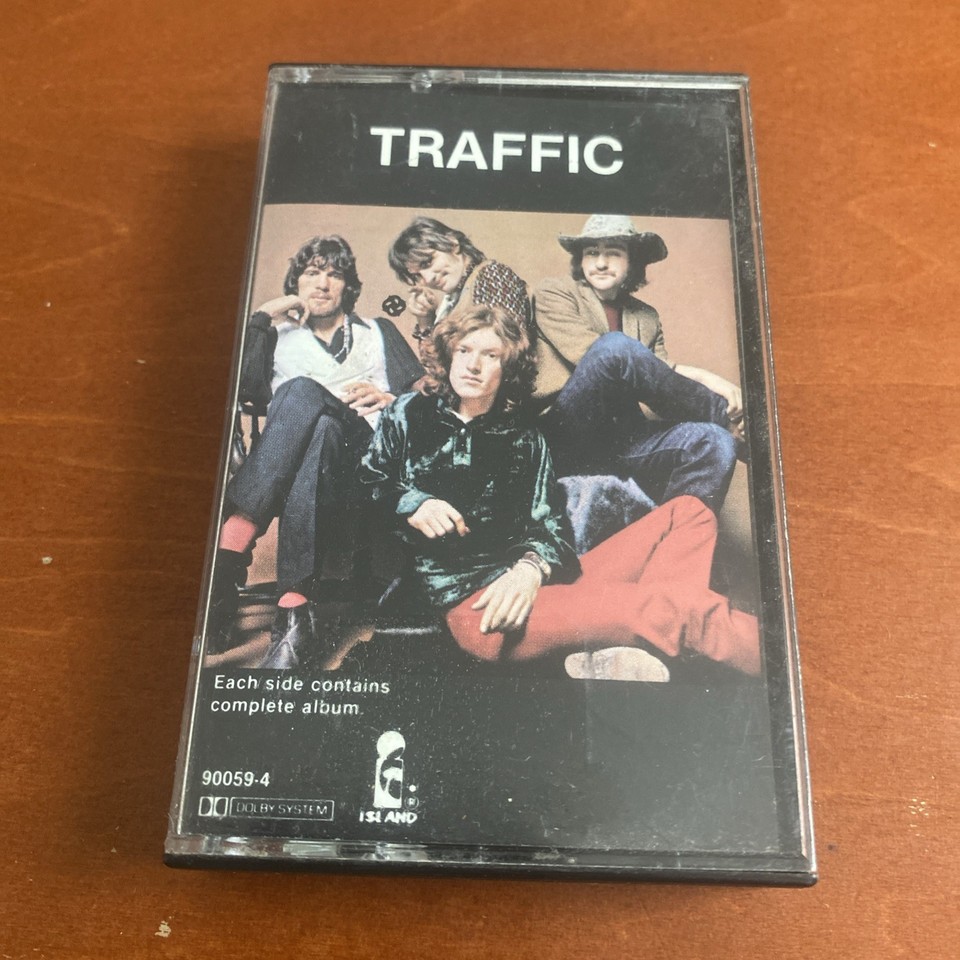 TRAFFIC
Each side contains
complete album.
90059-4
DOLBY SYSTEM
ISLAND
®